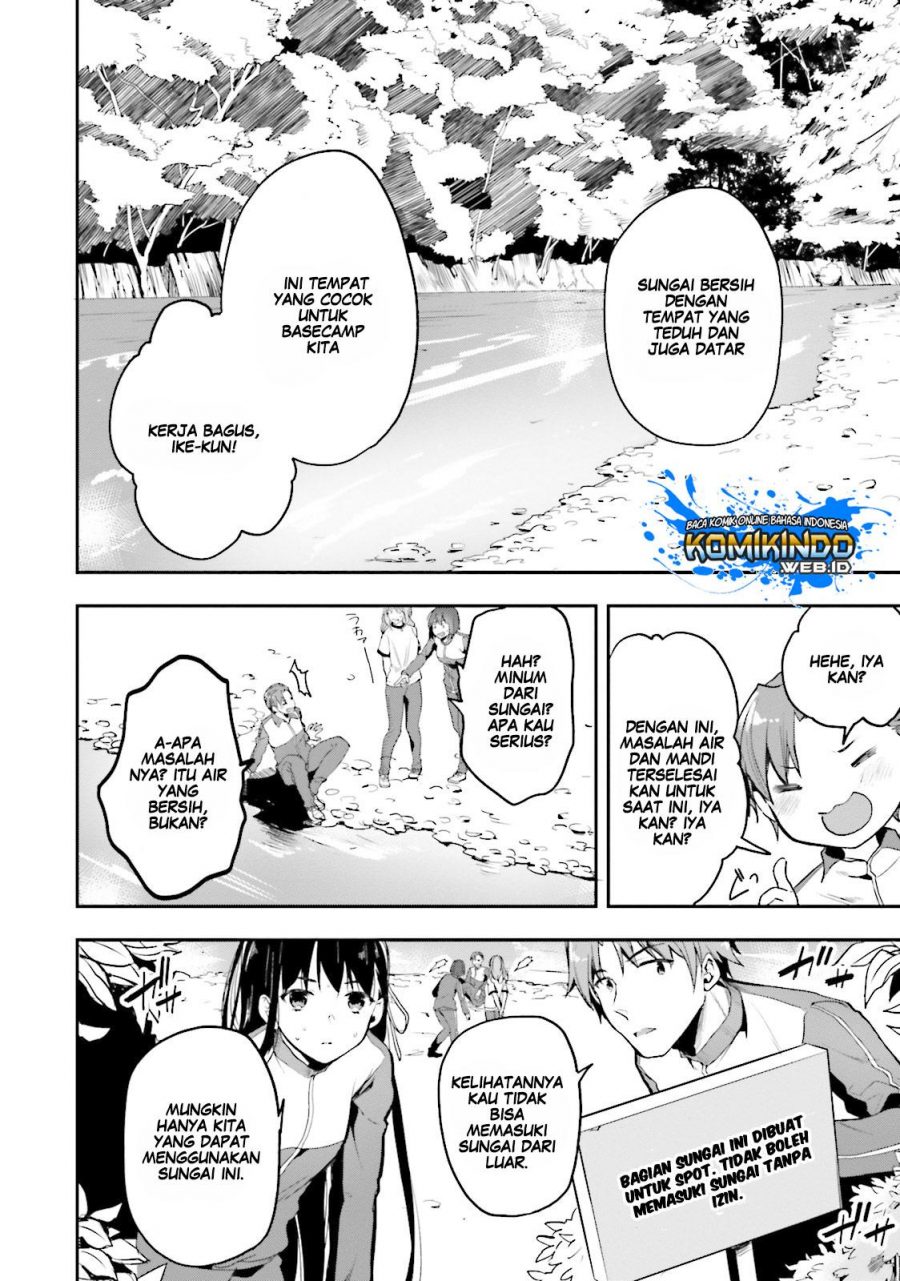 SUNGAI BERSIH
DENGAN
TEMPAT YANG
TEDUH DAN
JUGA DATAR
INI TEMPAT
YANG COCOK
UNTUK
BASECAMP
KITA
KERJA BAGUS,
IKE-KUN!
BACA KOMIK ONLINE BAHASA INDONESIA
KOMIKINDO
WEB.ID
HEHE, IYA
KAN?
DENGAN INI,
MASALAH AIR
DAN MANDI
TERSELESAI
KAN UNTUK
SAAT INI, IYA
KAN? IYA
KAN?
HAH?
MINUM
DARI
SUNGAI?
APA KAU
SERIUS?
A-APA
MASALAH
NYA? ITU AIR
YANG
BERSIH,
BUKAN?
KELIHATANNYA
KAU TIDAK
BISA
MEMASUKI
SUNGAI DARI
LUAR.
BAGIAN SUNGAI INI DIBUAT
UNTUK SPOT. TIDAK BOLEH
MEMASUKI SUNGAI TANPA
IZIN.
MUNGKIN
HANYA KITA
YANG DAPAT
MENGGUNAKAN
SUNGAI INI.